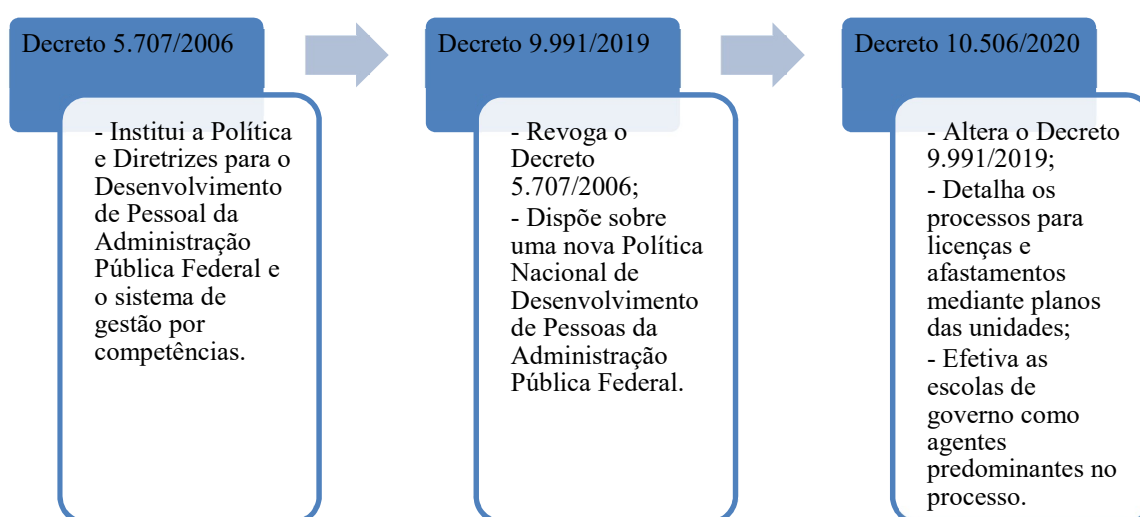 Decreto 5.707/2006
- Institui a Política
e Diretrizes para o
Desenvolvimento
de Pessoal da
Administração
Pública Federal e
o sistema de
gestão por
competências.
Decreto 9.991/2019
- Revoga o
Decreto
5.707/2006;
- Dispõe sobre
uma nova Política
Nacional de
Desenvolvimento
de Pessoas da
Administração
Pública Federal.
Decreto 10.506/2020
- Altera o Decreto
9.991/2019;
- Detalha os
processos para
licenças e
afastamentos
mediante planos
das unidades;
- Efetiva as
escolas de
governo como
agentes
predominantes no
processo.